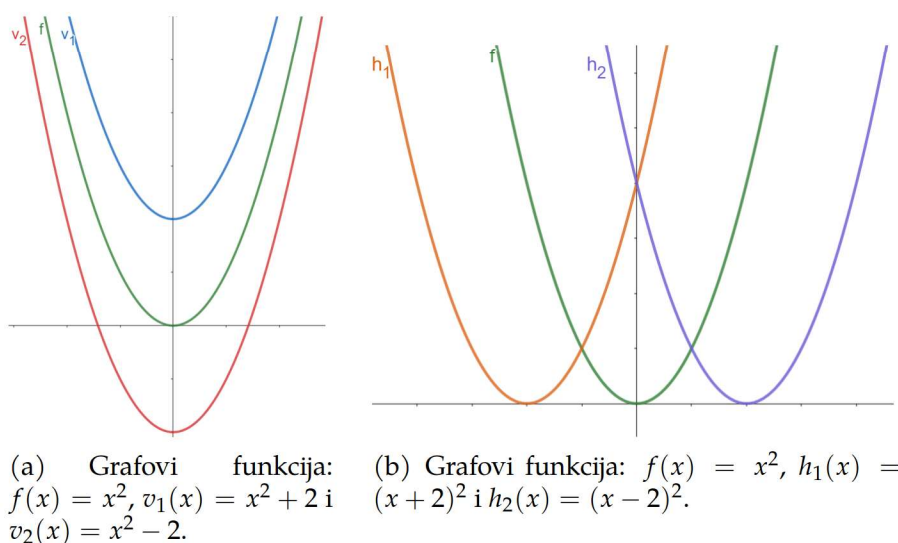 v₂ f v₁
h₁ f h₂
(a) Grafovi funkcija:
f(x) = x², v₁(x) = x² + 2 i
v₂(x) = x² − 2.
(b) Grafovi funkcija: f(x) = x², h₁(x) =
(x + 2)² i h₂(x) = (x − 2)².